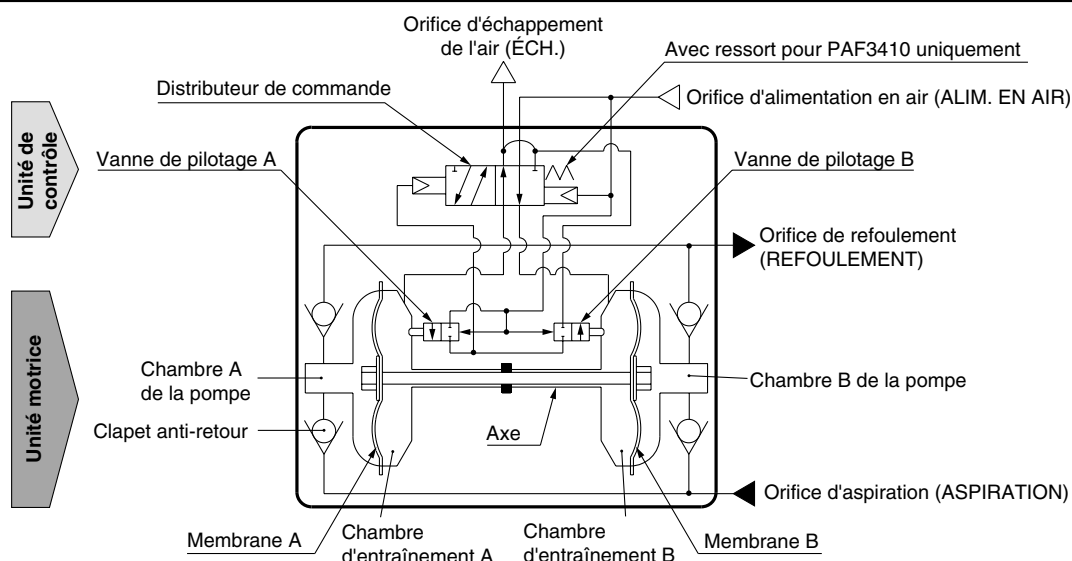 Orifice d'échappement
de l'air (ÉCH.)
Avec ressort pour PAF3410 uniquement
Distributeur de commande
Orifice d'alimentation en air (ALIM. EN AIR)
Unité de
contrôle
Vanne de pilotage A
Vanne de pilotage B
Orifice de refoulement
(REFOULEMENT)
Unité motrice
Chambre A
de la pompe
Chambre B de la pompe
Clapet anti-retour
Axe
Orifice d'aspiration (ASPIRATION)
Membrane A
Chambre
d'entraînement A
Chambre
d'entraînement B
Membrane B